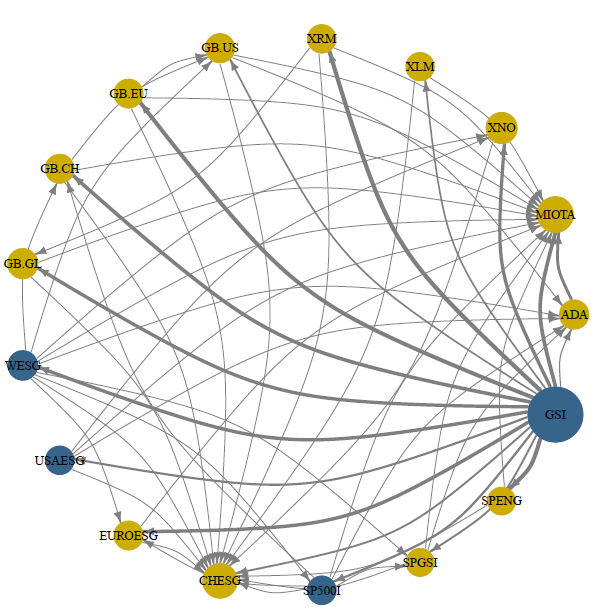 XRM
GB.US
XLM
GB.EU
XNO
GB.CH
MIOTA
GB.GL
ADA
WESG
GSI
USAESG
SPENG
EUROESG
SPGSI
CHESG
SP500I